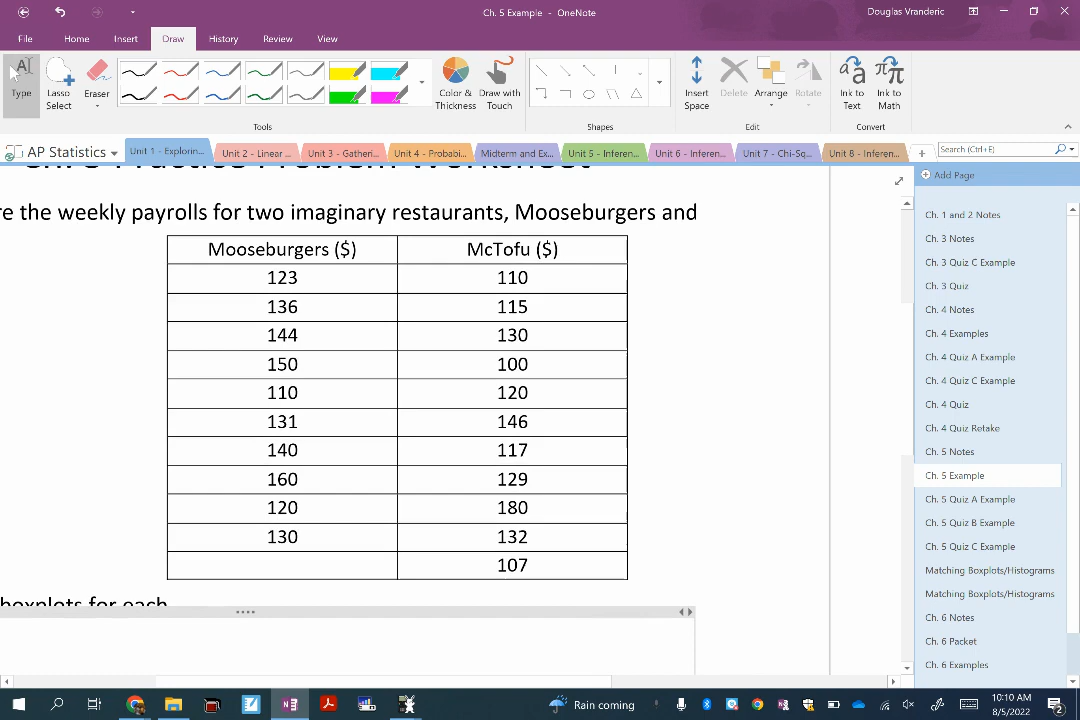 Ch. 5 Example - OneNote
Douglas Vranderic
File Home Insert Draw History Review View
Type
Lasso Select
Eraser
Color & Thickness
Draw with Touch
Insert Space
Delete
Arrange
Rotate
Ink to Text
Ink to Math
Tools
Shapes
Edit
Convert
AP Statistics
Unit 1 - Explorin...
Unit 2 - Linear ...
Unit 3 - Gatheri...
Unit 4 - Probabi...
Midterm and Ex...
Unit 5 - Inferen...
Unit 6 - Inferen...
Unit 7 - Chi-Sq...
Unit 8 - Inferen...
Search (Ctrl+E)
re the weekly payrolls for two imaginary restaurants, Mooseburgers and
Mooseburgers ($) McTofu ($)
123 110
136 115
144 130
150 100
110 120
131 146
140 117
160 129
120 180
130 132
107
boxplots for each
Add Page
Ch. 1 and 2 Notes
Ch. 3 Notes
Ch. 3 Quiz C Example
Ch. 3 Quiz
Ch. 4 Notes
Ch. 4 Examples
Ch. 4 Quiz A Example
Ch. 4 Quiz C Example
Ch. 4 Quiz
Ch. 4 Quiz Retake
Ch. 5 Notes
Ch. 5 Example
Ch. 5 Quiz A Example
Ch. 5 Quiz B Example
Ch. 5 Quiz C Example
Matching Boxplots/Histograms
Matching Boxplots/Histograms
Ch. 6 Notes
Ch. 6 Packet
Ch. 6 Examples
Rain coming
10:10 AM
8/5/2022
2